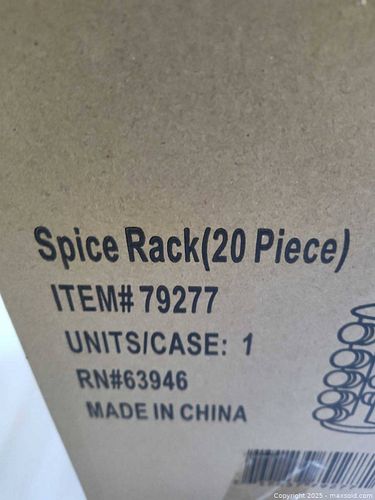 Spice Rack(20 Piece)
ITEM# 79277
UNITS/CASE: 1
RN#63946
MADE IN CHINA
Copyright 2025 - maxsold.com